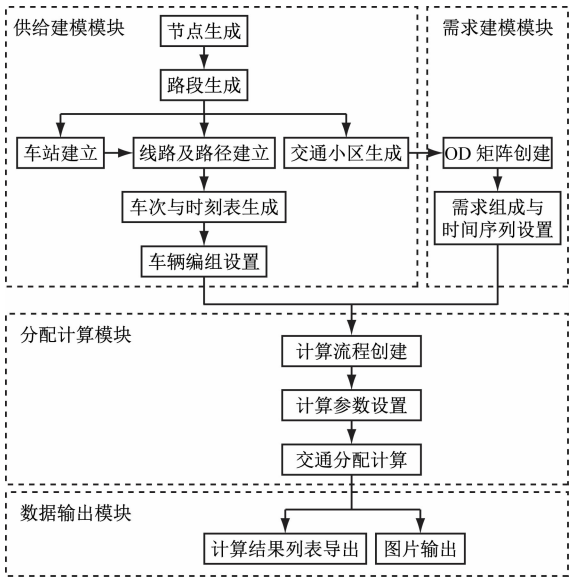 供给建模模块
节点生成
需求建模模块
路段生成
车站建立
线路及路径建立
交通小区生成
OD 矩阵创建
车次与时刻表生成
需求组成与
时间序列设置
车辆编组设置
分配计算模块
计算流程创建
计算参数设置
交通分配计算
数据输出模块
计算结果列表导出
图片输出